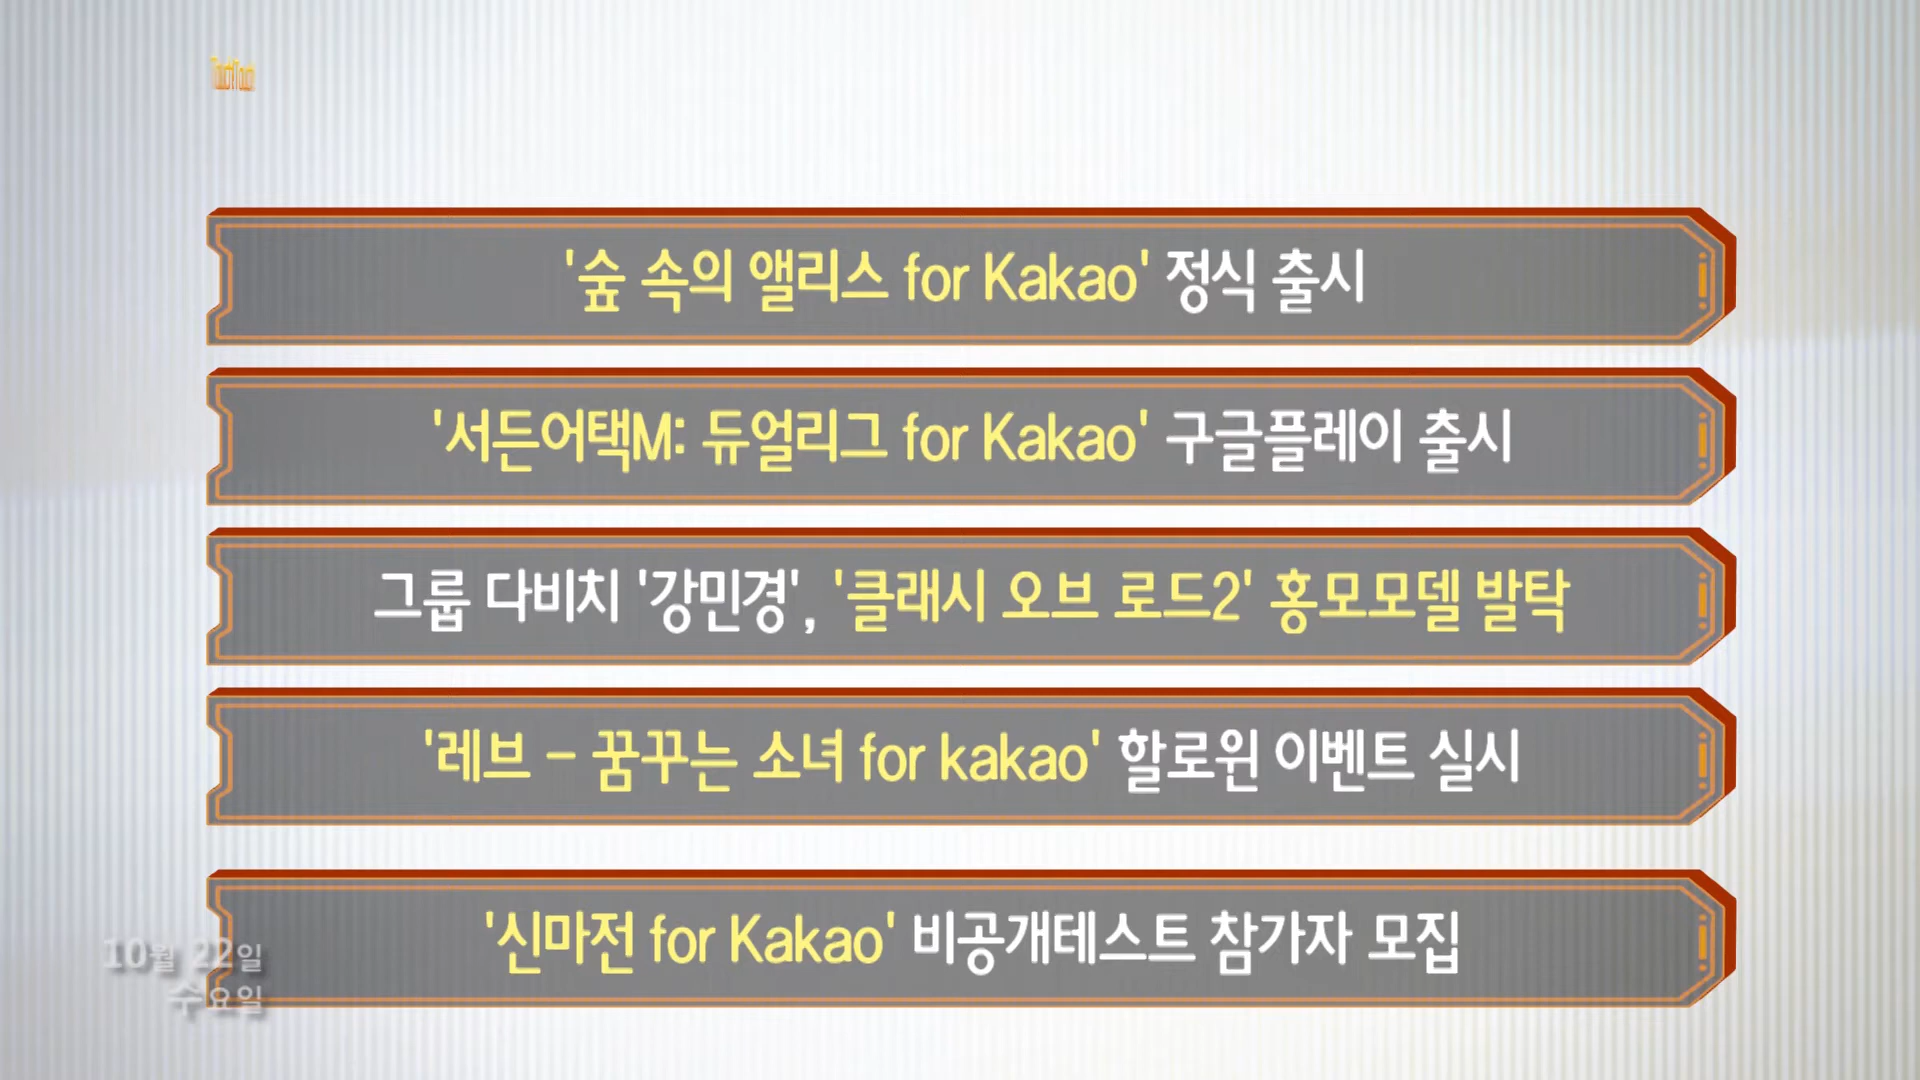 '숲 속의 앨리스 for Kakao' 정식 출시
'서든어택M: 듀얼리그 for Kakao' 구글플레이 출시
그룹 다비치 '강민경', '클래시 오브 로드2' 홍모모델 발탁
'레브 - 꿈꾸는 소녀 for kakao' 할로윈 이벤트 실시
'신마전 for Kakao' 비공개테스트 참가자 모집
10월 22일
수요일